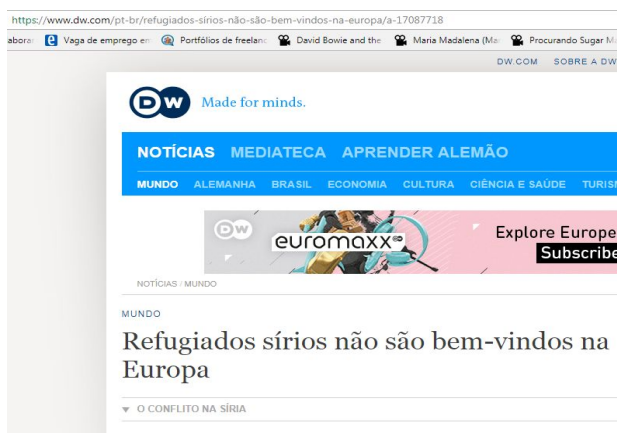 https://www.dw.com/pt-br/refugiados-sírios-não-são-bem-vindos-na-europa/a-17087718
Vaga de emprego en Portfólios de freelanc David Bowie and the Maria Madalena (Ma Procurando Sugar M
DW.COM SOBRE A DW
DW Made for minds.
NOTÍCIAS MEDIATECA APRENDER ALEMÃO
MUNDO ALEMANHA BRASIL ECONOMIA CULTURA CIÊNCIA E SAÚDE TURIS
DW
euromaxx
Explore Europe
Subscribe
NOTÍCIAS / MUNDO
MUNDO
Refugiados sírios não são bem-vindos na
Europa
O CONFLITO NA SÍRIA